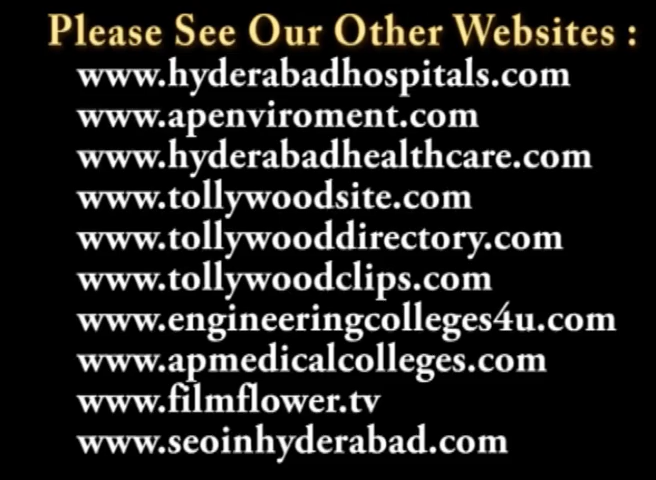 Please See Our Other Websites :
www.hyderabadhospitals.com
www.apenviroment.com
www.hyderabadhealthcare.com
www.tollywoodsite.com
www.tollywooddirectory.com
www.tollywoodclips.com
www.engineeringcolleges4u.com
www.apmedicalcolleges.com
www.filmflower.tv
www.seoinhyderabad.com